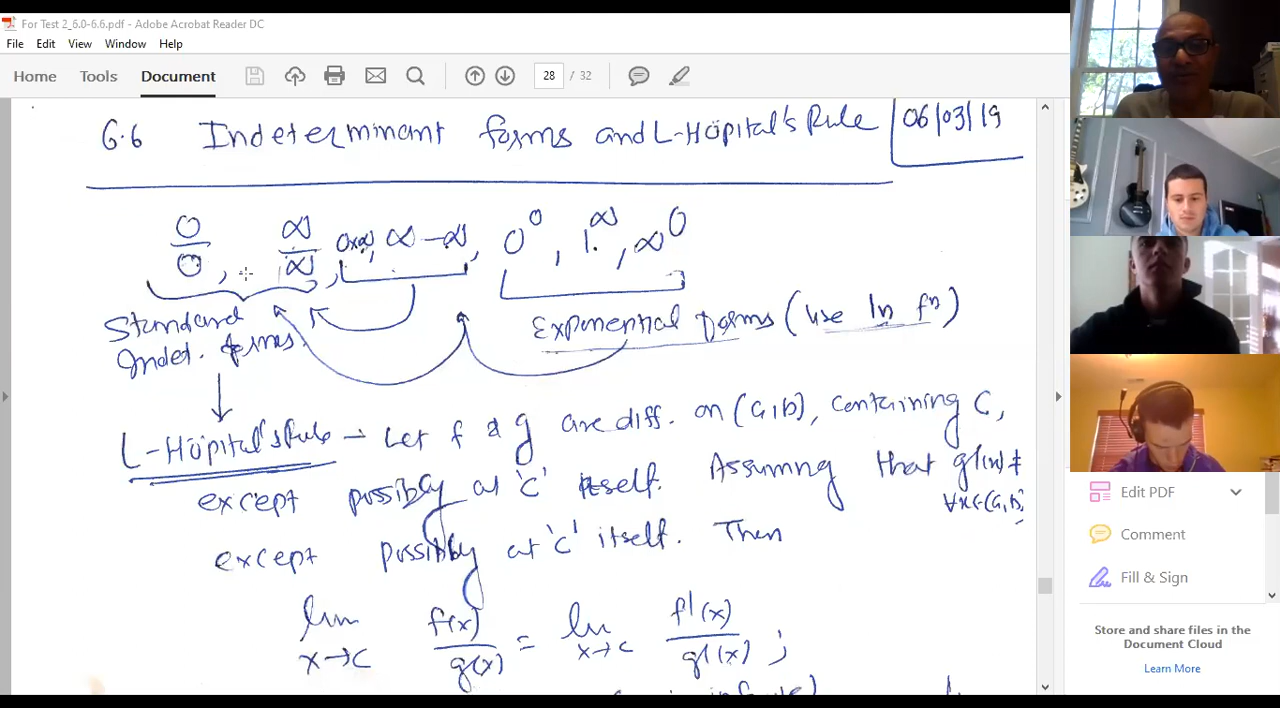 For Test 2_6.0-6.6.pdf - Adobe Acrobat Reader DC
File Edit View Window Help
Home Tools Document 28 / 32
6.6 Indeterminant forms and L-Höpital's Rule 06/03/19
0/0 , ∞/∞ , 0×∞, ∞ - ∞, 0^0 , 1^∞ , ∞^0
Standard
Indet. forms.
Exponential forms (use ln fn)
L-Höpital's Rule - Let f & g are diff. on (a,b), containing C,
except possibly at 'c' itself. Assuming that g'(x) ≠
∀x∈(a,b)
except possibly at 'c' itself. Then
lim x→c f(x)/g(x) = lim x→c f'(x)/g'(x) ;
Edit PDF
Comment
Fill & Sign
Store and share files in the
Document Cloud
Learn More